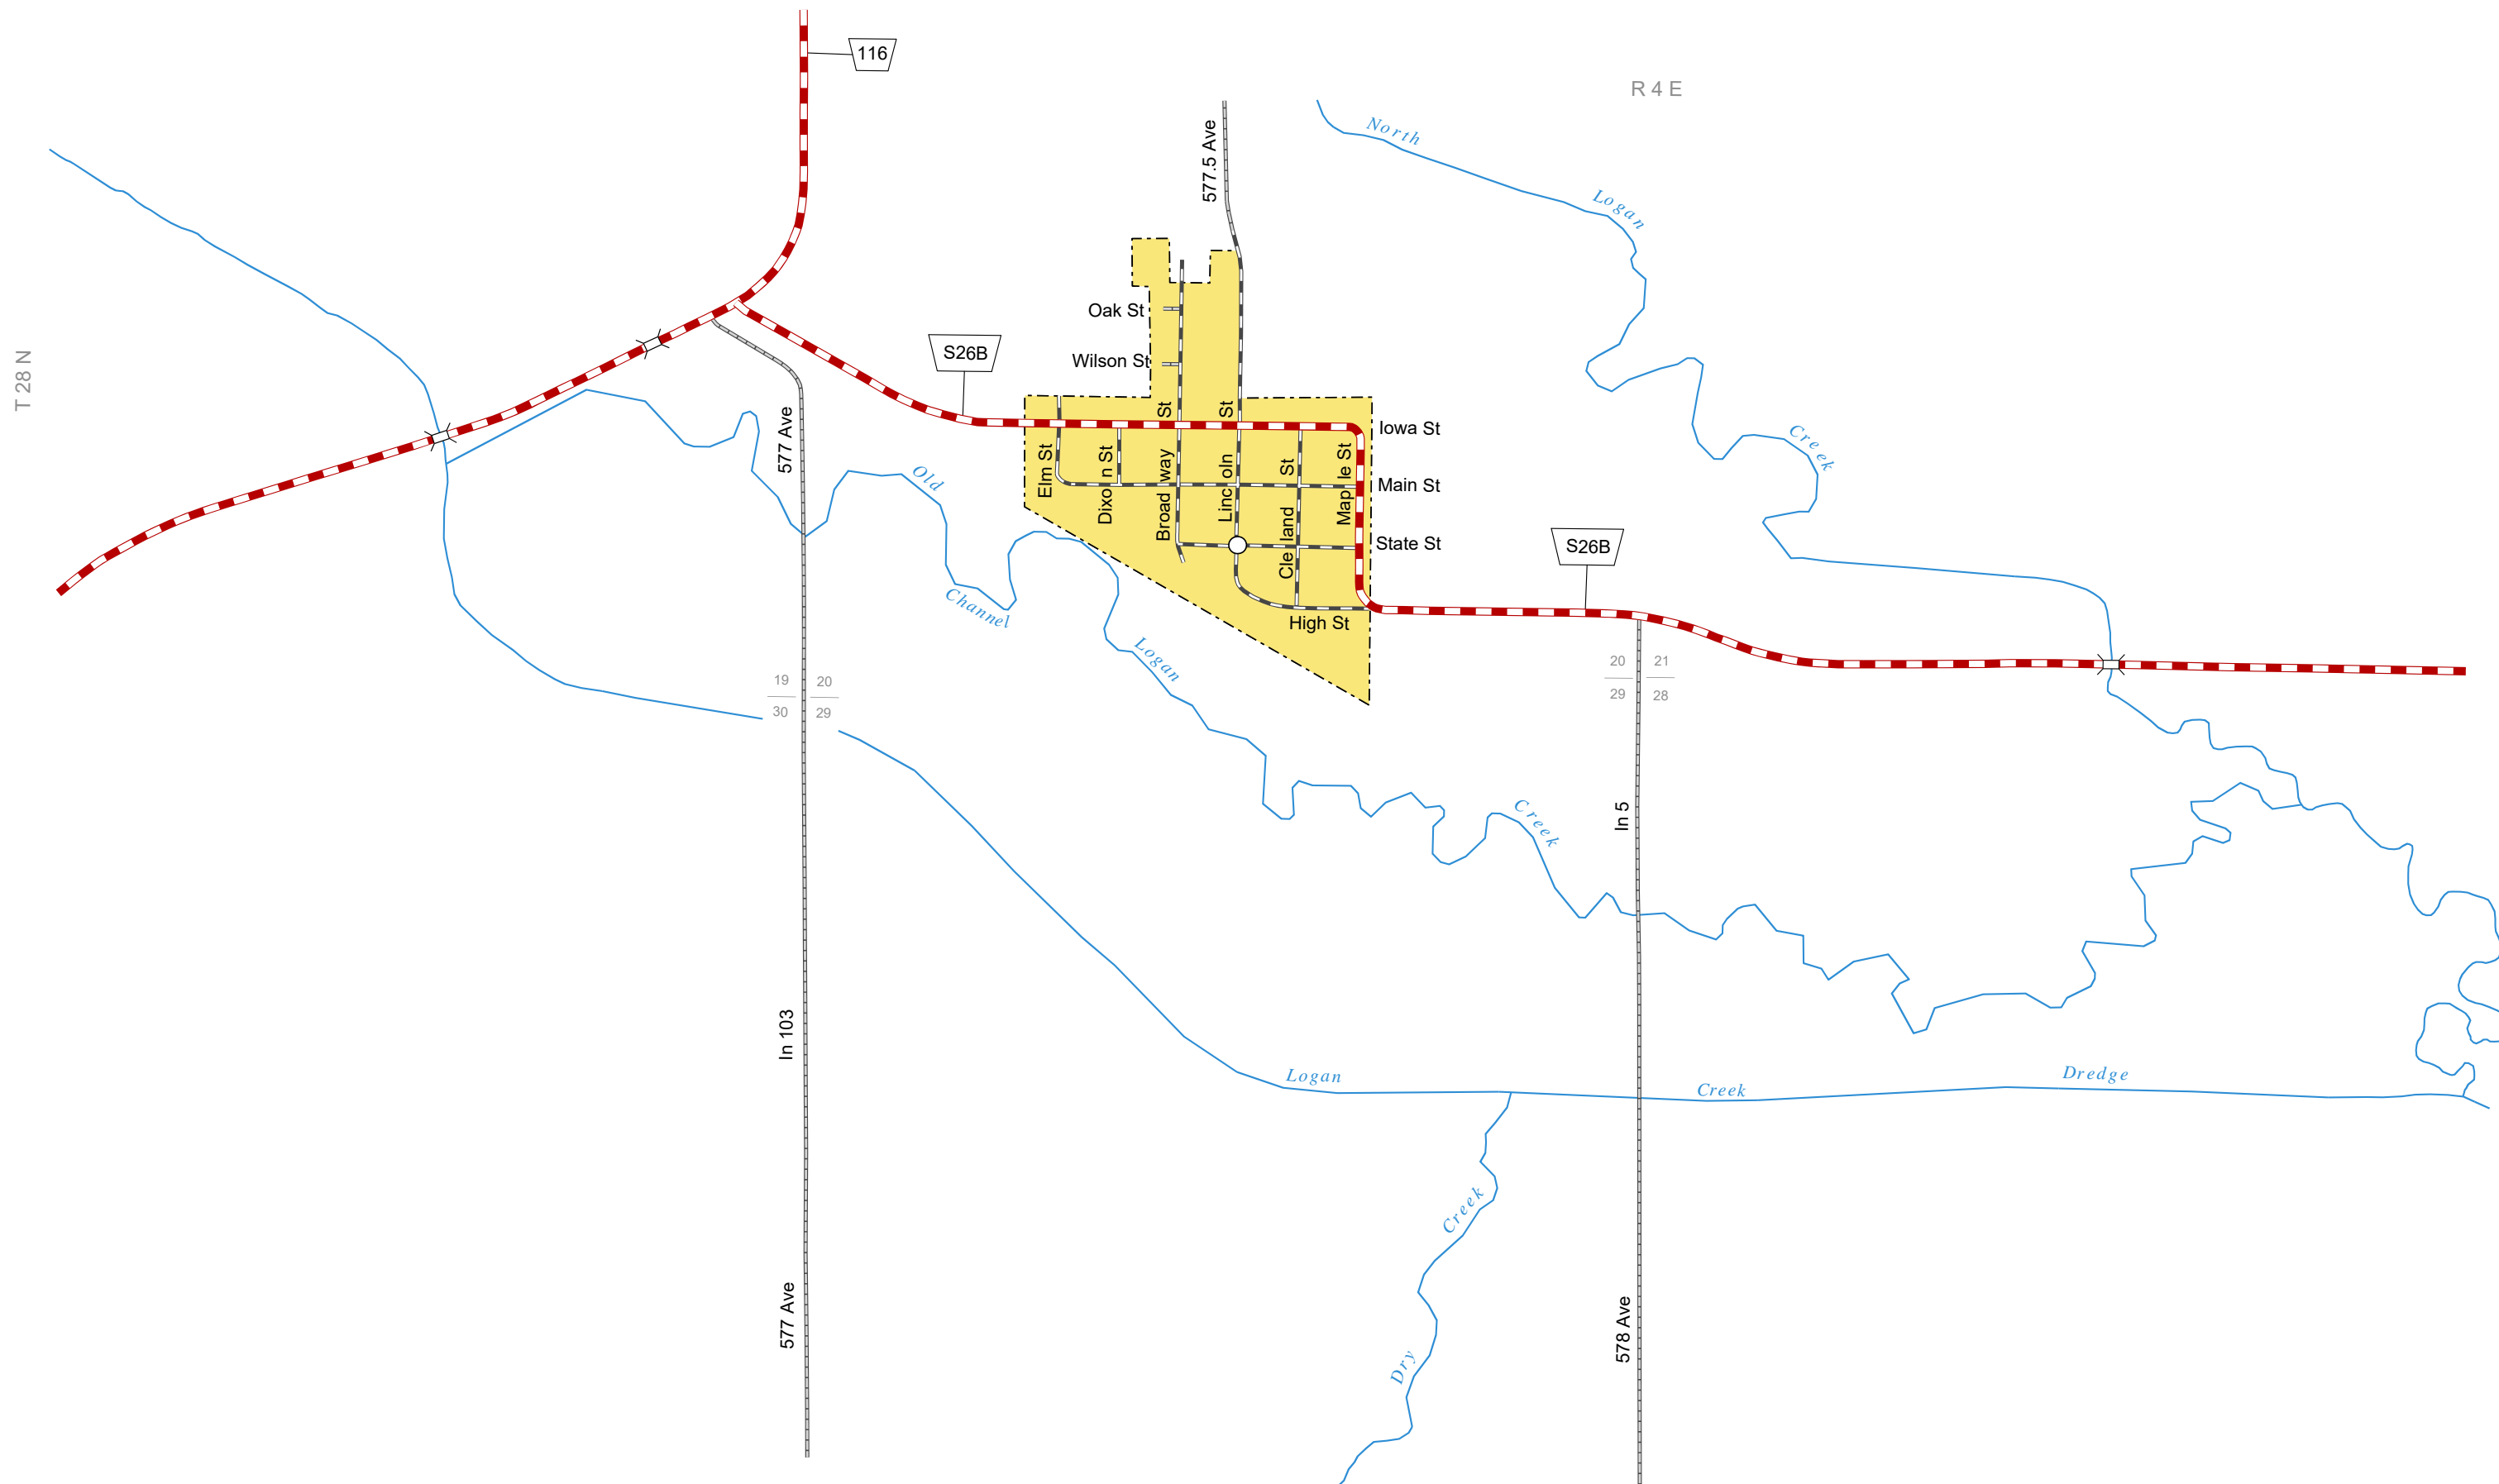 116
R 4 E
North
577.5 Ave
Logan
Oak St
S26B
Wilson St
T 28 N
577 Ave
Iowa St
Creek
Elm St
Dixon St
Broadway St
Lincoln St
Cleland St
Maple St
Main St
Old
State St
S26B
Channel
High St
Logan
19 20
30 29
20 21
29 28
In 5
Creek
In 103
Logan
Creek
Dredge
Creek
577 Ave
578 Ave
Dry